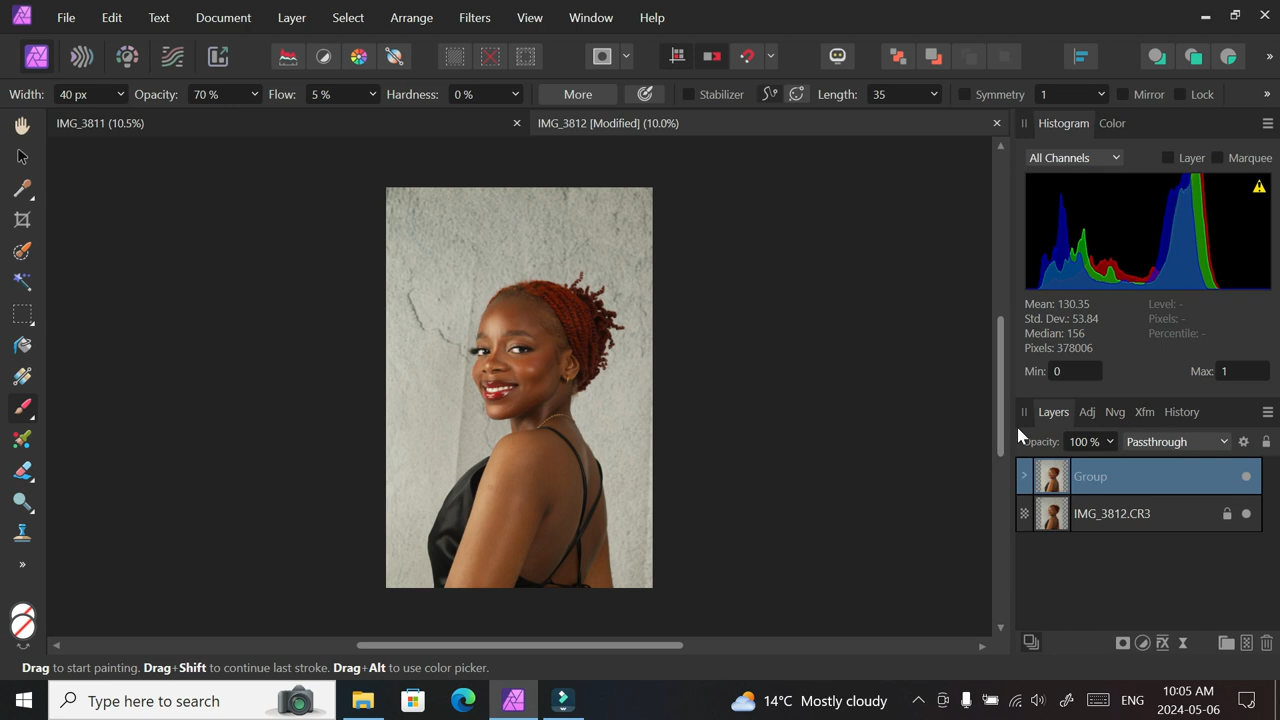 File Edit Text Document Layer Select Arrange Filters View Window Help
Width: 40 px Opacity: 70 % Flow: 5 % Hardness: 0 % More Stabilizer Length: 35 Symmetry 1 Mirror Lock
IMG_3811 (10.5%) IMG_3812 [Modified] (10.0%)
Histogram Color
All Channels Layer Marquee
Mean: 130.35 Level: -
Std. Dev.: 53.84 Pixels: -
Median: 156 Percentile: -
Pixels: 378006
Min: 0 Max: 1
Layers Adj Nvg Xfm History
Opacity: 100 % Passthrough
Group
IMG_3812.CR3
Drag to start painting. Drag+Shift to continue last stroke. Drag+Alt to use color picker.
Type here to search 14°C Mostly cloudy ENG 10:05 AM
2024-05-06